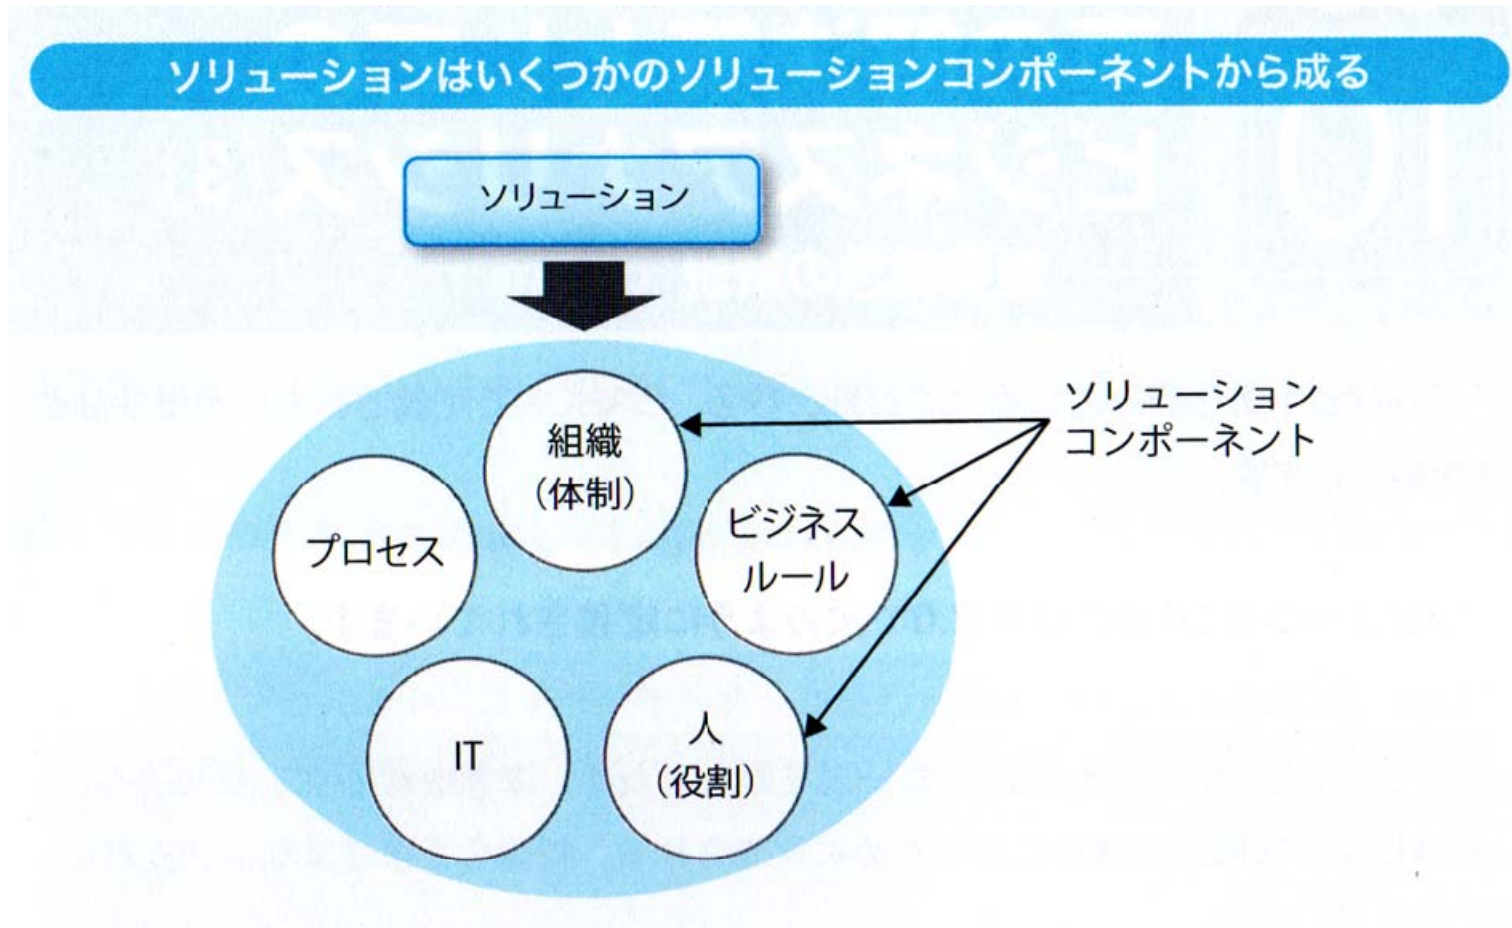 ソリューションはいくつかのソリューションコンポーネントから成る
ソリューション
組織
（体制）
ソリューション
コンポーネント
プロセス
ビジネス
ルール
IT
人
（役割）